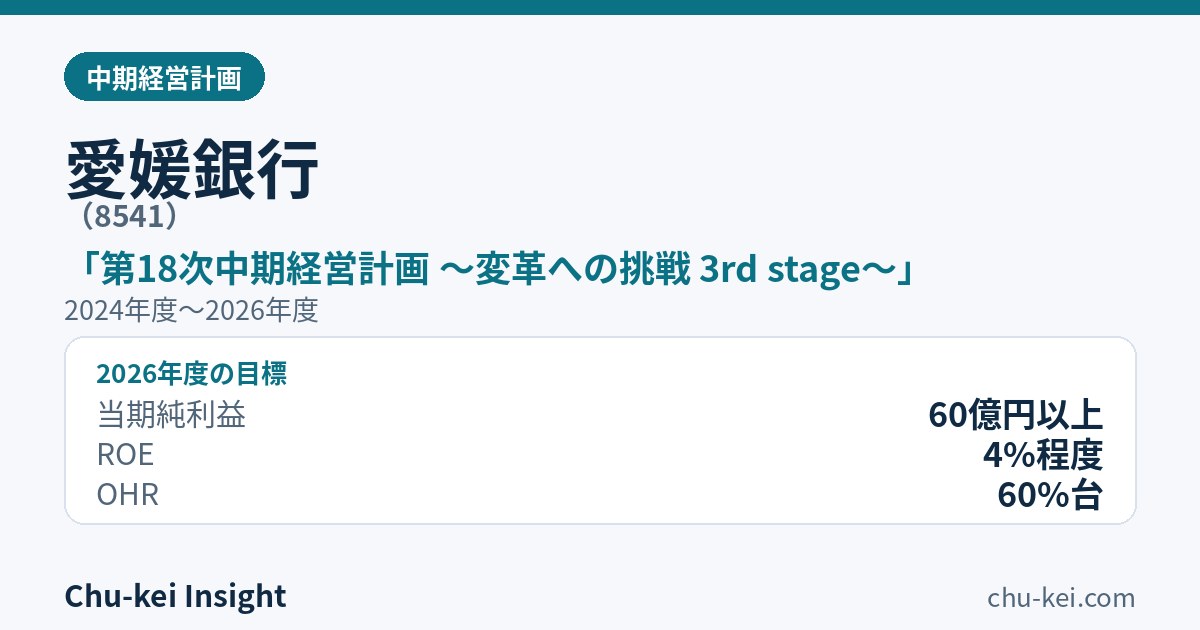 中期経営計画
愛媛銀行
（8541）
「第18次中期経営計画 〜変革への挑戦 3rd stage〜」
2024年度〜2026年度
2026年度の目標
当期純利益 60億円以上
ROE 4%程度
OHR 60%台
Chu-kei Insight chu-kei.com